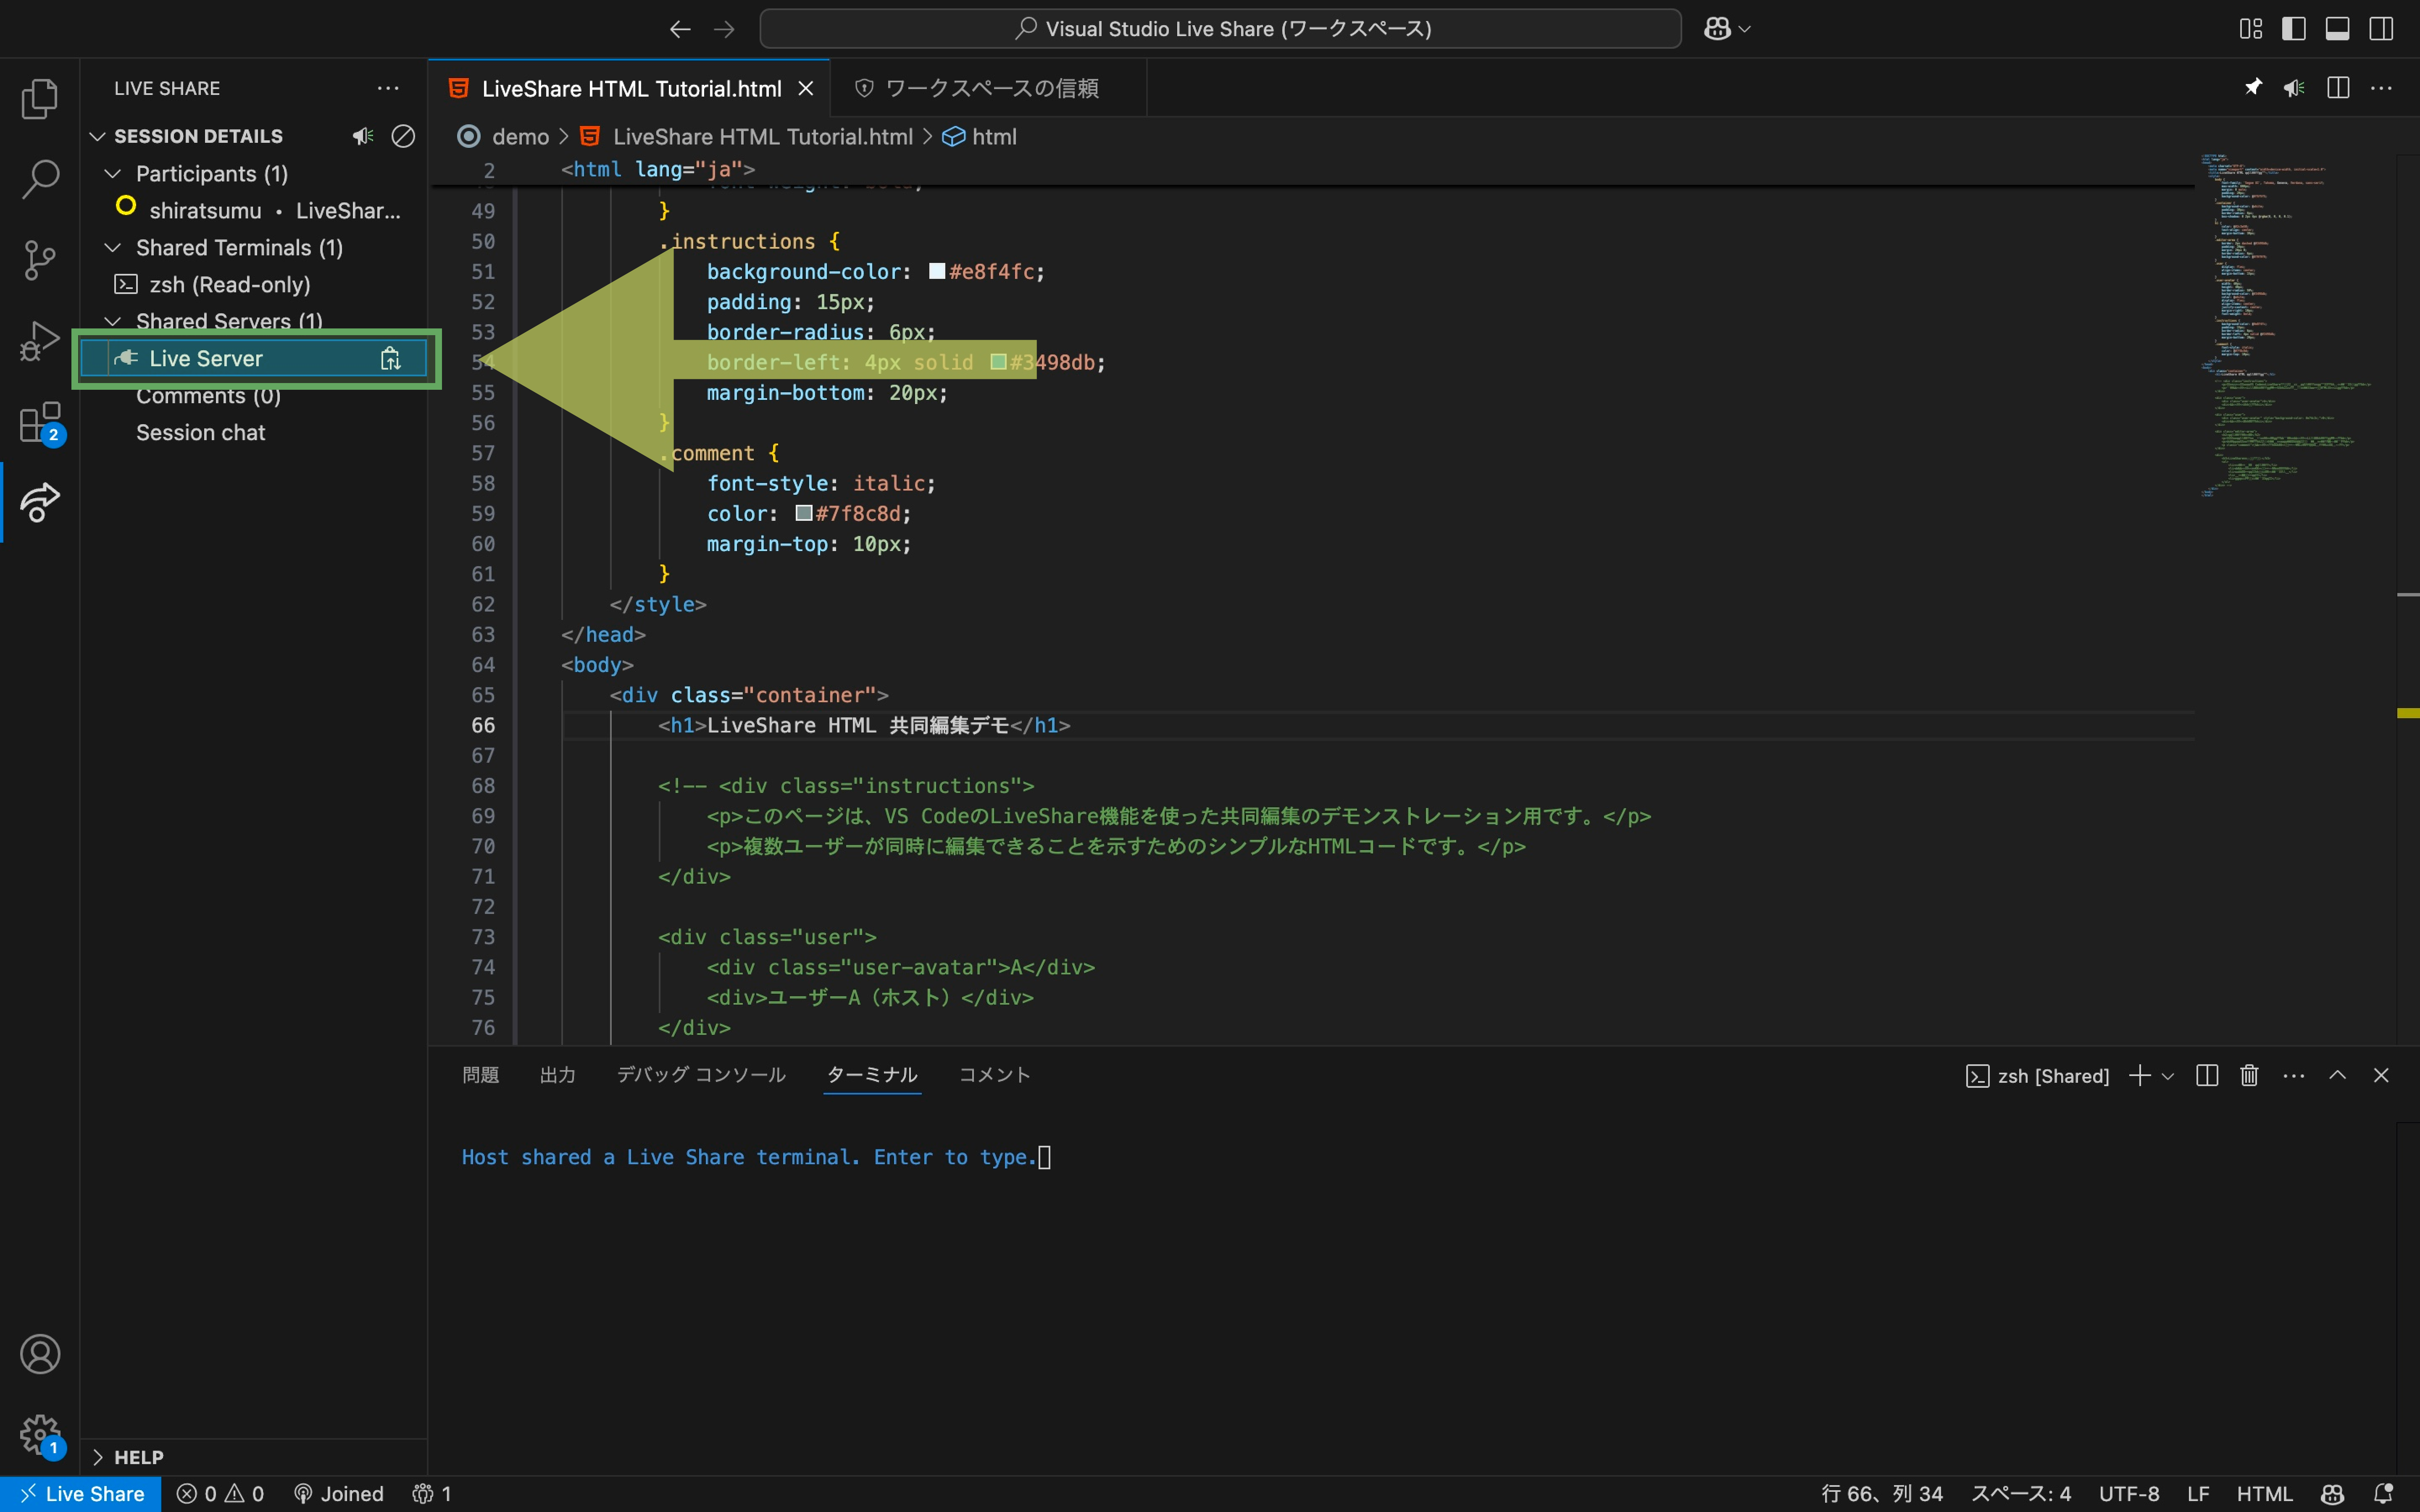 Visual Studio Live Share (ワークスペース)
LIVE SHARE
SESSION DETAILS
Participants (1)
shiratsumu • LiveShar...
Shared Terminals (1)
zsh (Read-only)
Shared Servers (1)
Live Server
Comments (0)
Session chat
2
HELP
1
LiveShare HTML Tutorial.html
ワークスペースの信頼
demo > LiveShare HTML Tutorial.html > html
2 <html lang="ja">
49 }
50 .instructions {
51 background-color: #e8f4fc;
52 padding: 15px;
53 border-radius: 6px;
54 border-left: 4px solid #3498db;
55 margin-bottom: 20px;
56 }
57 .comment {
58 font-style: italic;
59 color: #7f8c8d;
60 margin-top: 10px;
61 }
62 </style>
63 </head>
64 <body>
65 <div class="container">
66 <h1>LiveShare HTML 共同編集デモ</h1>
67
68 <!-- <div class="instructions">
69 <p>このページは、VS CodeのLiveShare機能を使った共同編集のデモンストレーション用です。</p>
70 <p>複数ユーザーが同時に編集できることを示すためのシンプルなHTMLコードです。</p>
71 </div>
72
73 <div class="user">
74 <div class="user-avatar">A</div>
75 <div>ユーザーA（ホスト）</div>
76 </div>
問題 出力 デバッグ コンソール ターミナル コメント
zsh [Shared]
Host shared a Live Share terminal. Enter to type.
Live Share 0 0 Joined 1
行 66、列 34 スペース: 4 UTF-8 LF HTML